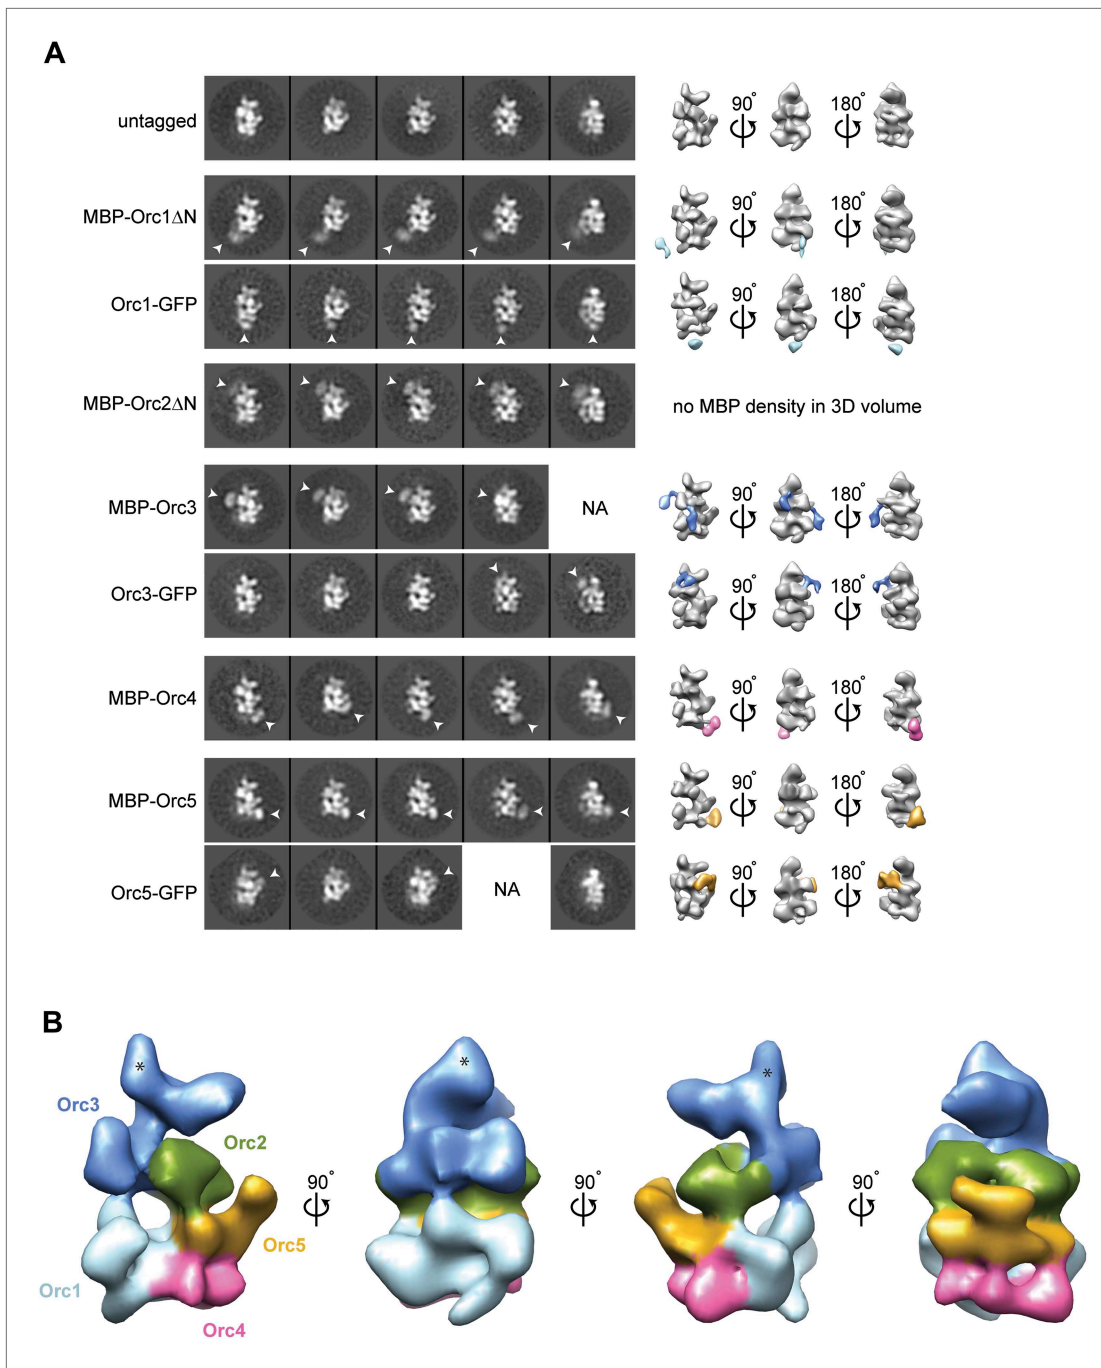 A
untagged
90° 180°
MBP-Orc1ΔN
90° 180°
Orc1-GFP
90° 180°
MBP-Orc2ΔN
no MBP density in 3D volume
MBP-Orc3
NA
90° 180°
Orc3-GFP
90° 180°
MBP-Orc4
90° 180°
MBP-Orc5
90° 180°
Orc5-GFP
NA
90° 180°
B
* * *
Orc3
Orc2
90° 90° 90°
Orc5
Orc1
Orc4